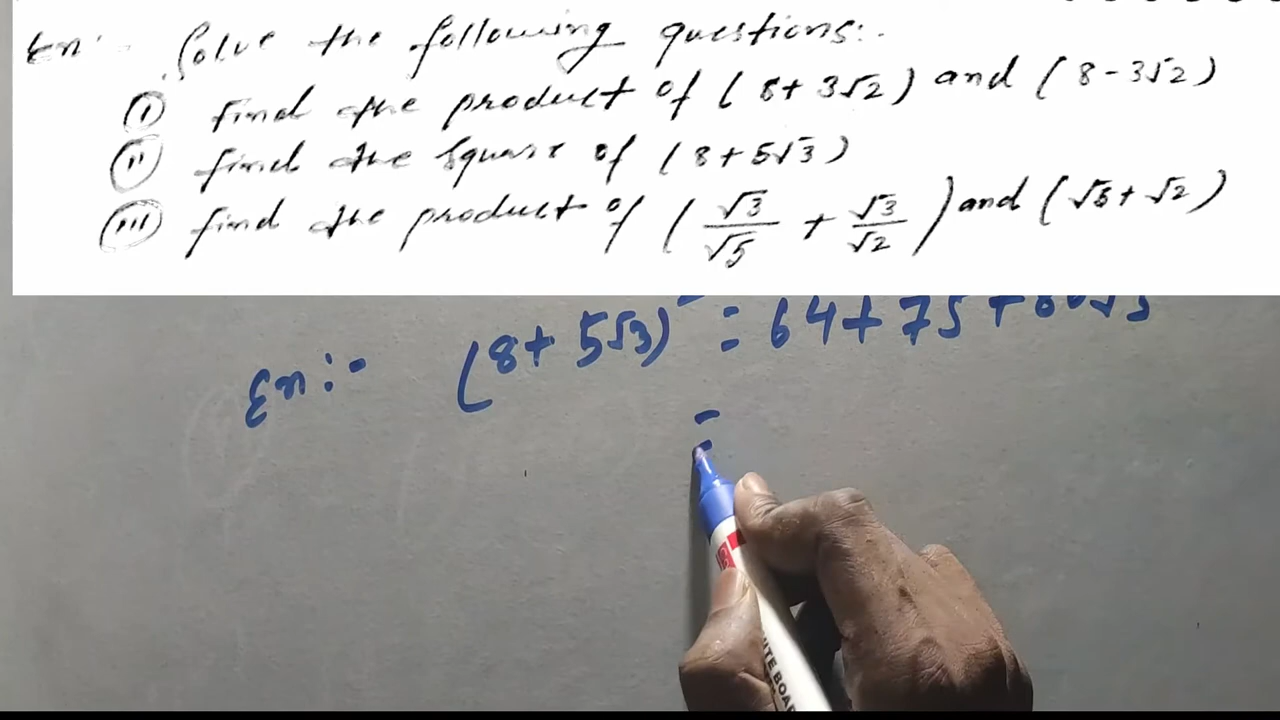 En:- Solve the following questions:-
(i) find the product of (8+3√2) and (8-3√2)
(ii) find the square of (8+5√3)
(iii) find the product of (√3/√5 + √3/√2) and (√5+√2)
En:- (8+5√3)² = 64+75+80√3
=